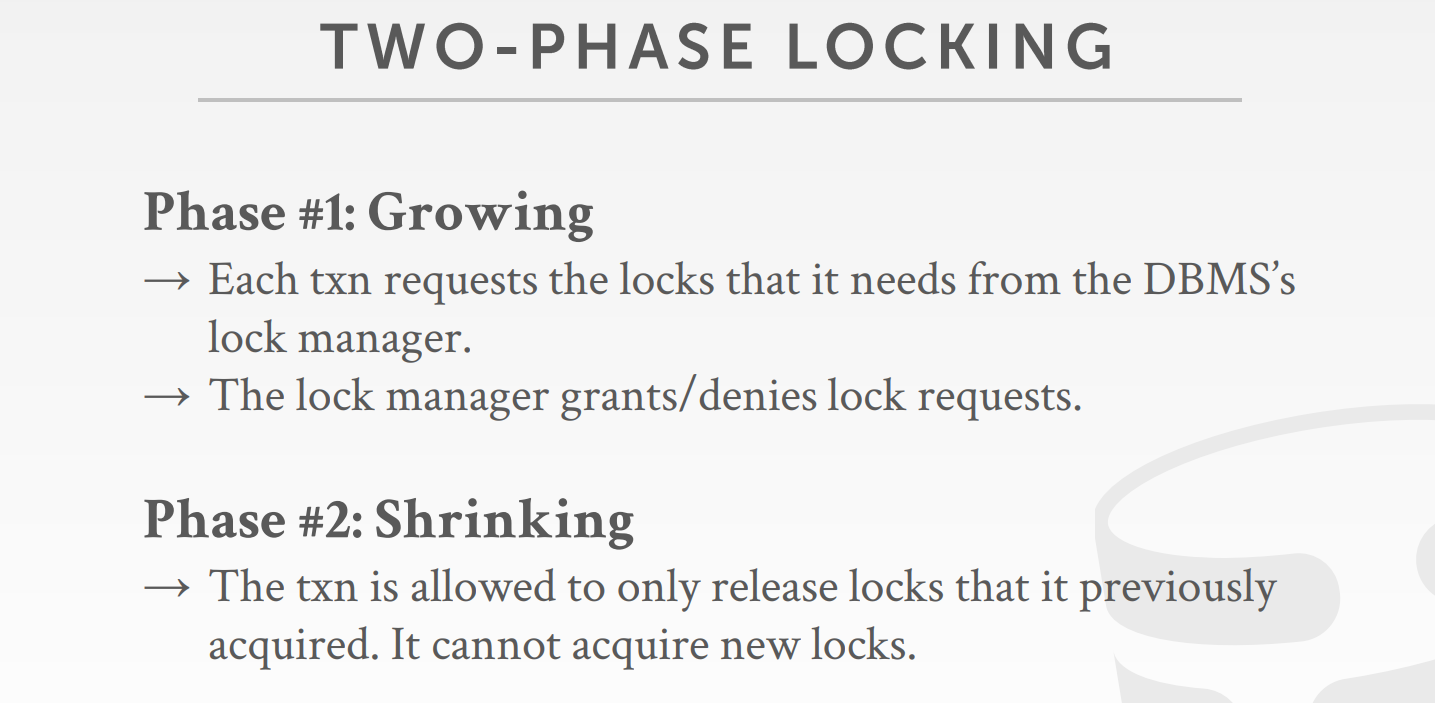 TWO-PHASE LOCKING
Phase #1: Growing
→ Each txn requests the locks that it needs from the DBMS’s
lock manager.
→ The lock manager grants/denies lock requests.
Phase #2: Shrinking
→ The txn is allowed to only release locks that it previously
acquired. It cannot acquire new locks.